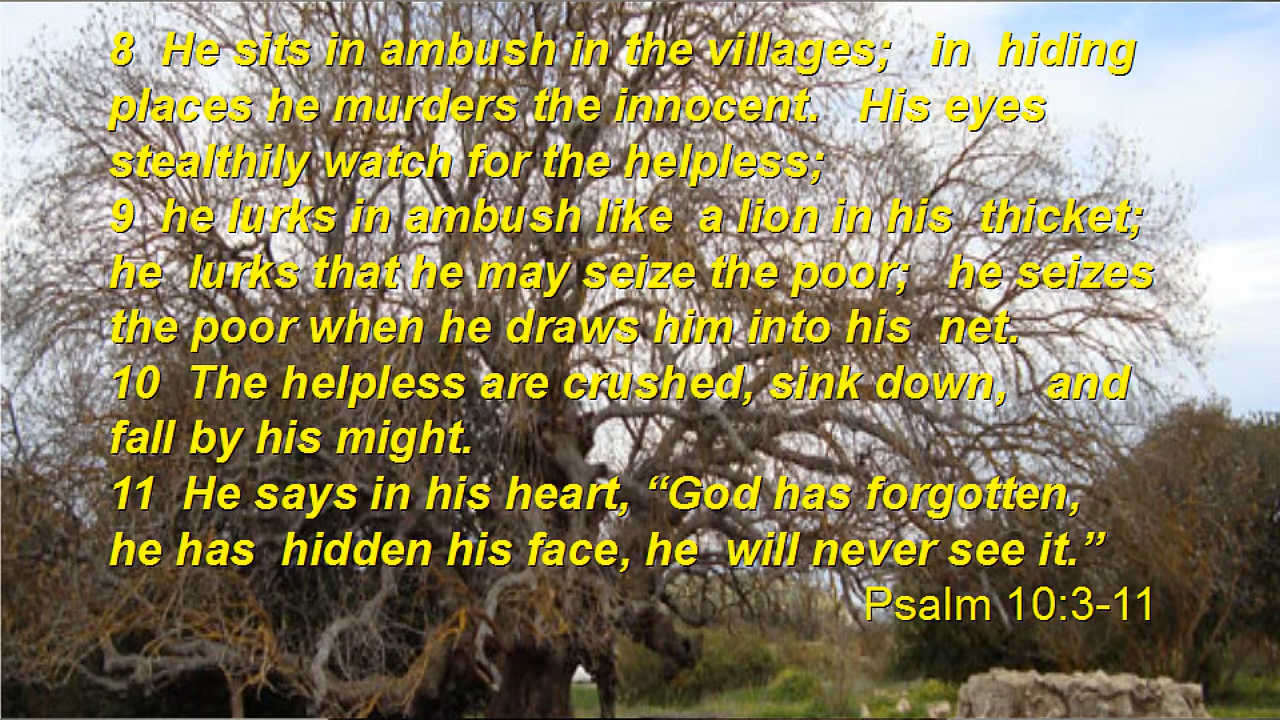 8  He sits in ambush in the villages;   in  hiding
places he murders the innocent.   His eyes
stealthily watch for the helpless;
9  he lurks in ambush like  a lion in his  thicket;
he  lurks that he may seize the poor;   he seizes
the poor when he draws him into his  net.
10  The helpless are crushed, sink down,   and
fall by his might.
11  He says in his heart, “God has forgotten,
he has  hidden his face, he  will never see it.”
Psalm 10:3-11